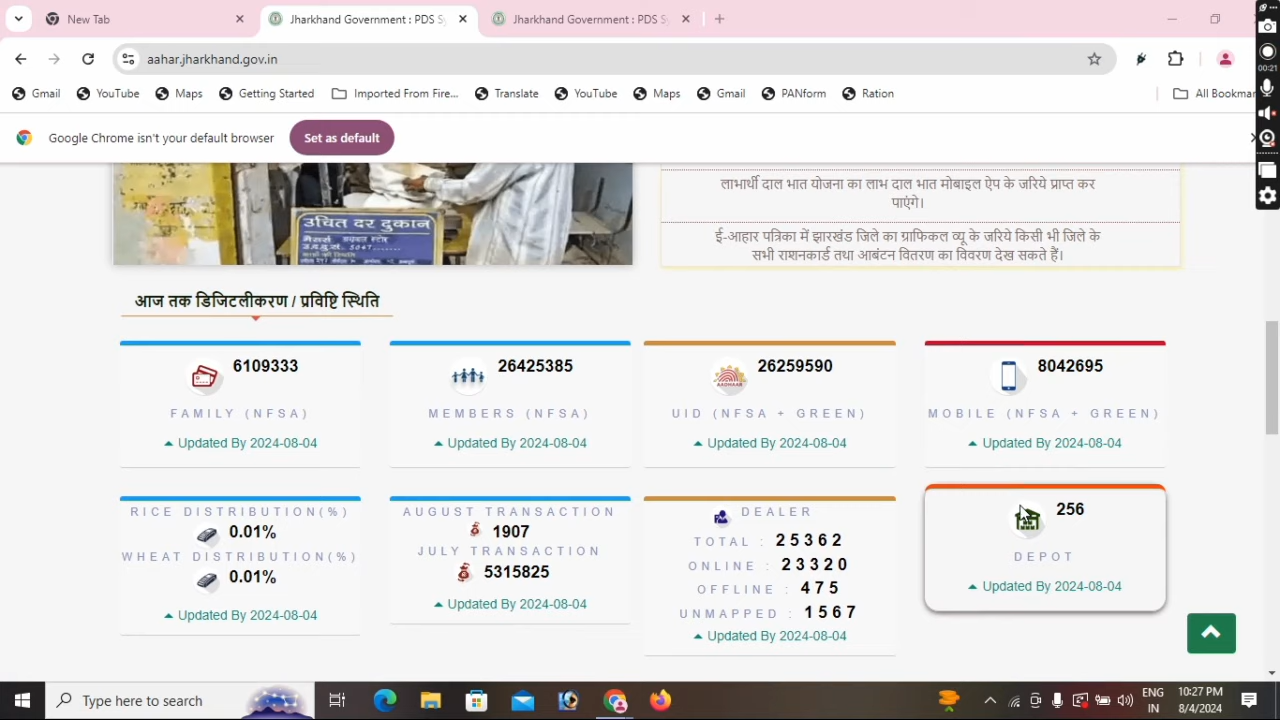 New Tab
Jharkhand Government : PDS Sy
Jharkhand Government : PDS Sy
aahar.jharkhand.gov.in
00:21
Gmail YouTube Maps Getting Started Imported From Fire... Translate YouTube Maps Gmail PANform Ration All Bookmar
Google Chrome isn't your default browser Set as default
उचित दर दुकान
लाभार्थी दाल भात योजना का लाभ दाल भात मोबाइल ऐप के जरिये प्राप्त कर
पाएंगे।
ई-आहार पत्रिका में झारखंड जिले का ग्राफिकल व्यू के जरिये किसी भी जिले के
सभी राशनकार्ड तथा आबंटन वितरण का विवरण देख सकते हैं।
आज तक डिजिटलीकरण / प्रविष्टि स्थिति
6109333
FAMILY (NFSA)
Updated By 2024-08-04
26425385
MEMBERS (NFSA)
Updated By 2024-08-04
26259590
AADHAAR
UID (NFSA + GREEN)
Updated By 2024-08-04
8042695
MOBILE (NFSA + GREEN)
Updated By 2024-08-04
RICE DISTRIBUTION(%)
0.01%
WHEAT DISTRIBUTION(%)
0.01%
Updated By 2024-08-04
AUGUST TRANSACTION
1907
JULY TRANSACTION
5315825
Updated By 2024-08-04
DEALER
TOTAL : 25362
ONLINE : 23320
OFFLINE : 475
UNMAPPED : 1567
Updated By 2024-08-04
256
DEPOT
Updated By 2024-08-04
Type here to search
ENG
IN
10:27 PM
8/4/2024